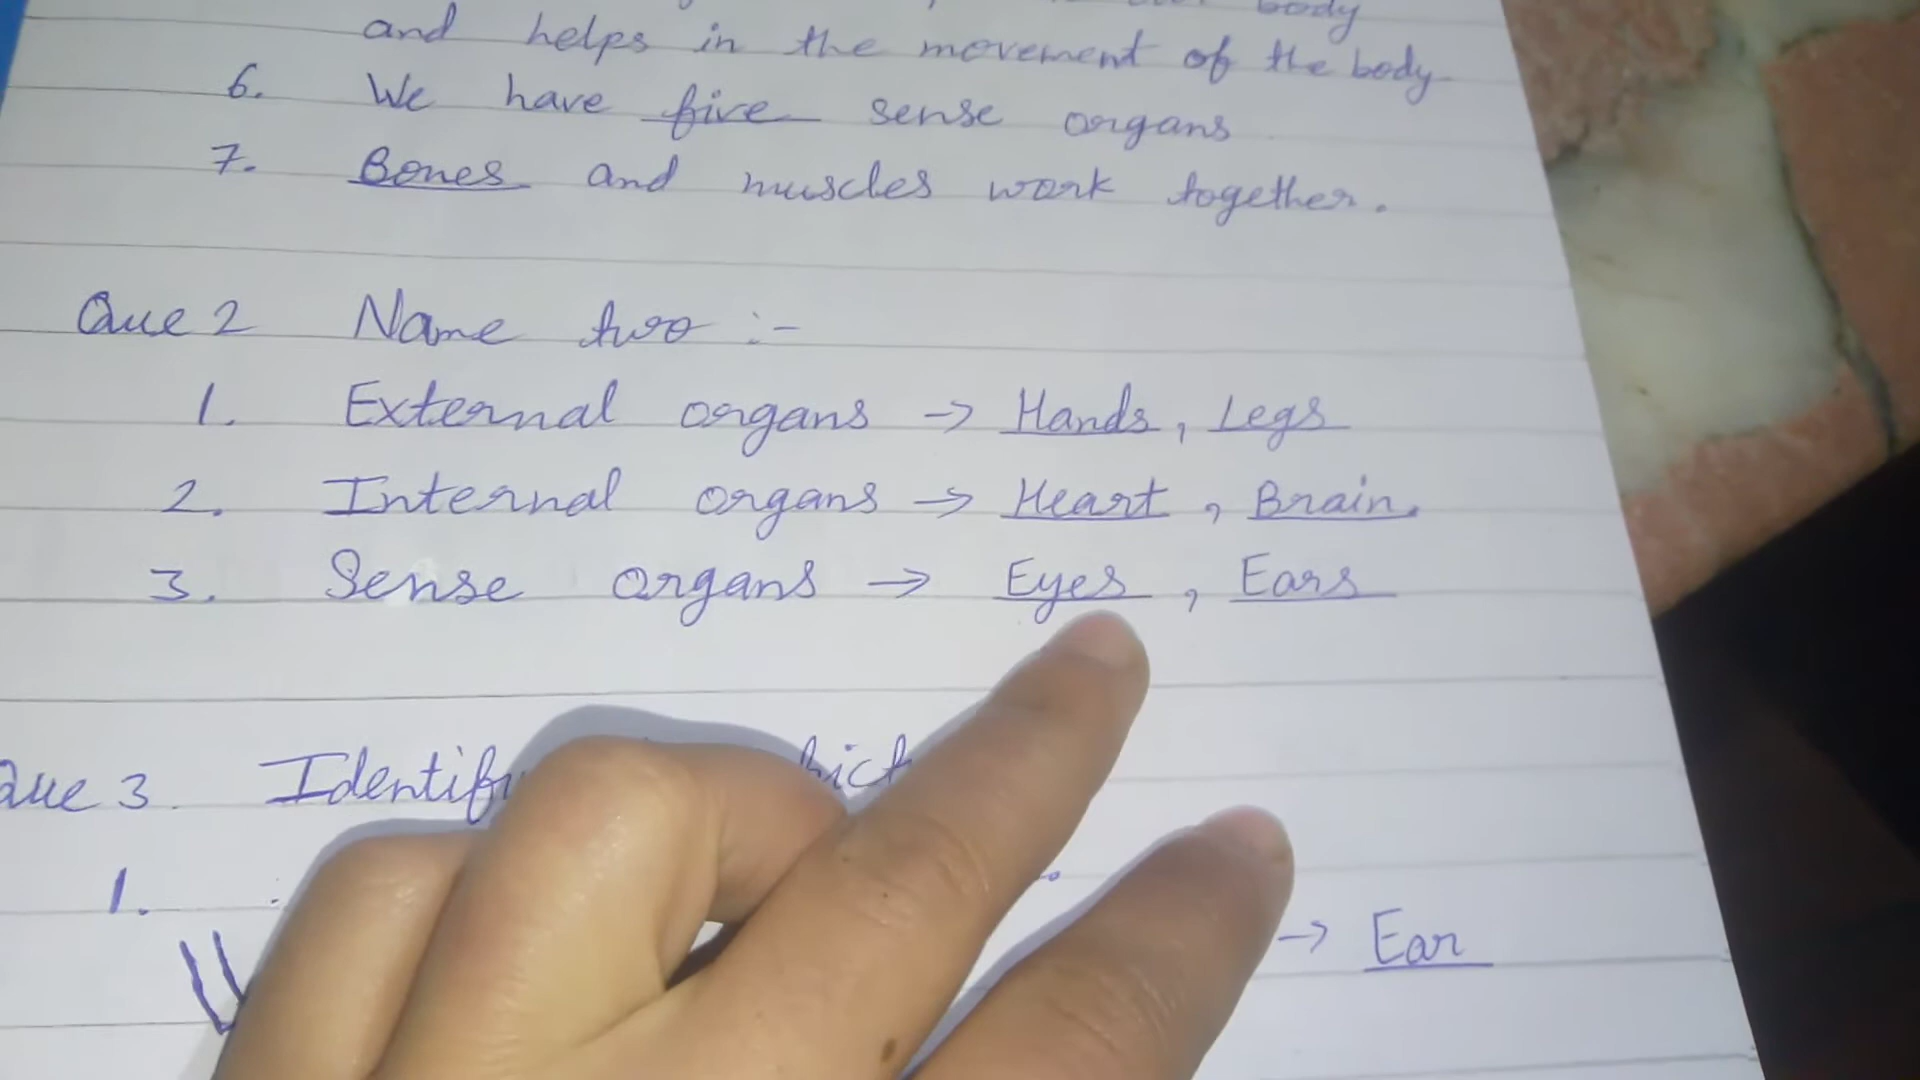 body
and helps in the movement of the body
6. We have five sense organs
7. Bones and muscles work together.
Que 2 Name two :-
1. External organs → Hands, Legs
2. Internal organs → Heart, Brain.
3. Sense organs → Eyes, Ears
Que 3.
1.
→ Ear